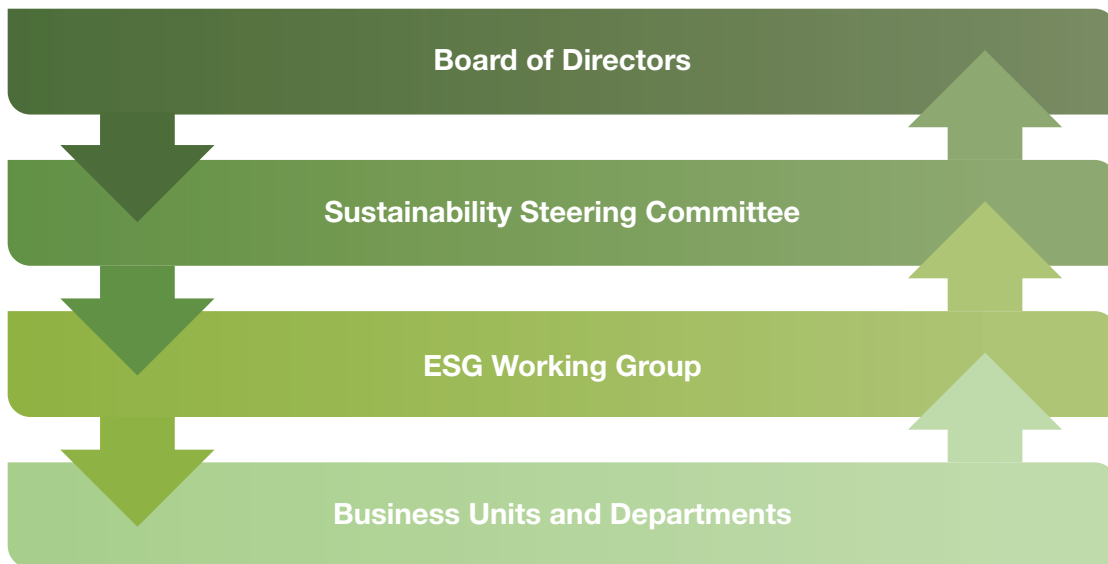 Board of Directors
Sustainability Steering Committee
ESG Working Group
Business Units and Departments